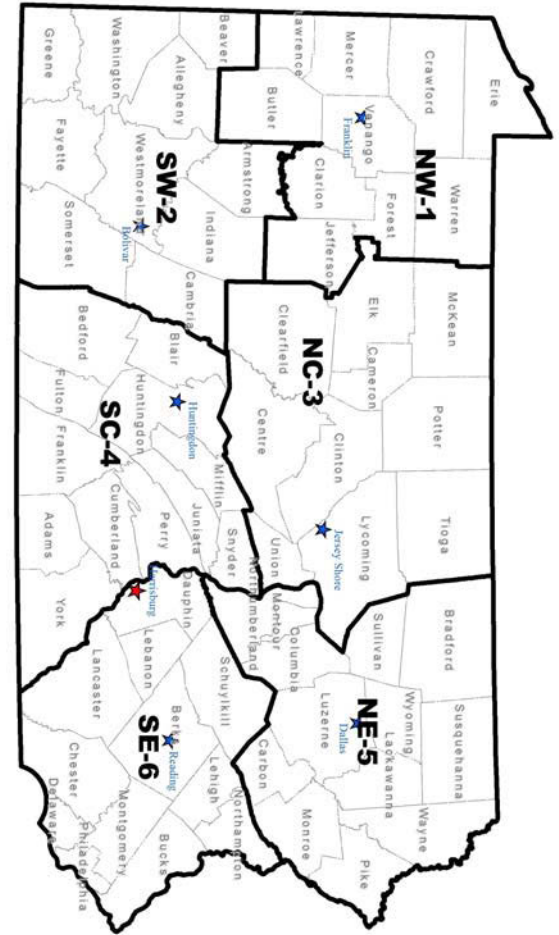 Erie
Crawford
Warren
McKean
Potter
Tioga
Bradford
Susquehanna
Wayne
Wyoming
Sullivan
Lackawanna
Pike
Mercer
Venango
Franklin
Forest
NW-1
Elk
Cameron
Clinton
Lycoming
Jersey Shore
NC-3
NE-5
Dallas
Luzerne
Columbia
Montour
Monroe
Lawrence
Butler
Clarion
Jefferson
Clearfield
Centre
Union
Northumberland
Carbon
Beaver
Armstrong
Indiana
Allegheny
Westmoreland
SW-2
Bolivar
Cambria
Blair
Huntingdon
Huntingdon
Mifflin
Juniata
Snyder
Schuylkill
Lehigh
Northampton
Washington
Greene
Fayette
Somerset
Bedford
Fulton
Franklin
SC-4
Perry
Cumberland
Adams
York
Dauphin
Harrisburg
Lebanon
Berks
Reading
SE-6
Lancaster
Bucks
Montgomery
Chester
Delaware
Philadelphia